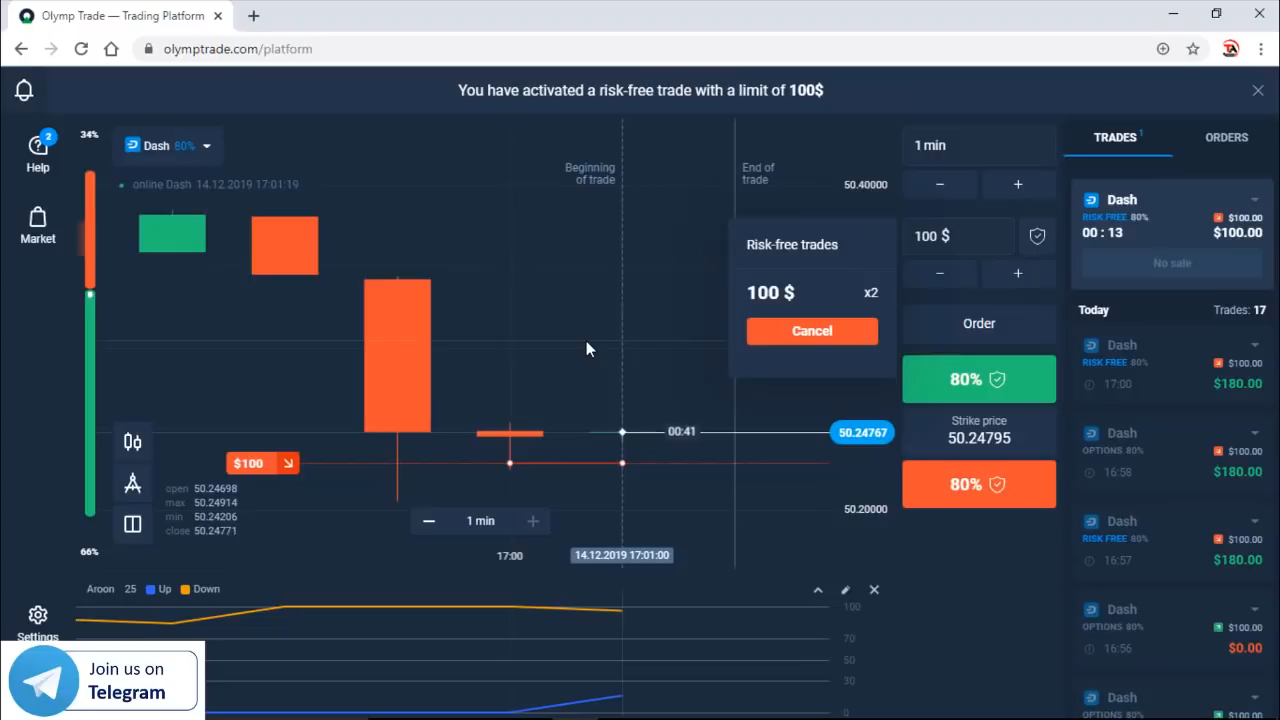 Olymp Trade — Trading Platform
olymptrade.com/platform
You have activated a risk-free trade with a limit of 100$
2
Help
Market
Settings
34%
66%
Dash 80%
online Dash 14.12.2019 17:01:19
Beginning
of trade
End of
trade
50.40000
50.20000
Risk-free trades
100 $ x2
Cancel
00:41
50.24767
$100
open 50.24698
max 50.24914
min 50.24206
close 50.24771
− 1 min +
17:00
14.12.2019 17:01:00
Aroon 25 Up Down
100
70
50
30
0
1 min
− +
100 $
− +
Order
80%
Strike price
50.24795
80%
TRADES 1
ORDERS
Dash
RISK FREE 80% $100.00
00 : 13 $100.00
No sale
Today Trades: 17
Dash
RISK FREE 80% $100.00
17:00 $180.00
Dash
OPTIONS 80% $100.00
16:58 $180.00
Dash
RISK FREE 80% $100.00
16:57 $180.00
Dash
OPTIONS 80% $100.00
16:56 $0.00
Dash
Join us on
Telegram